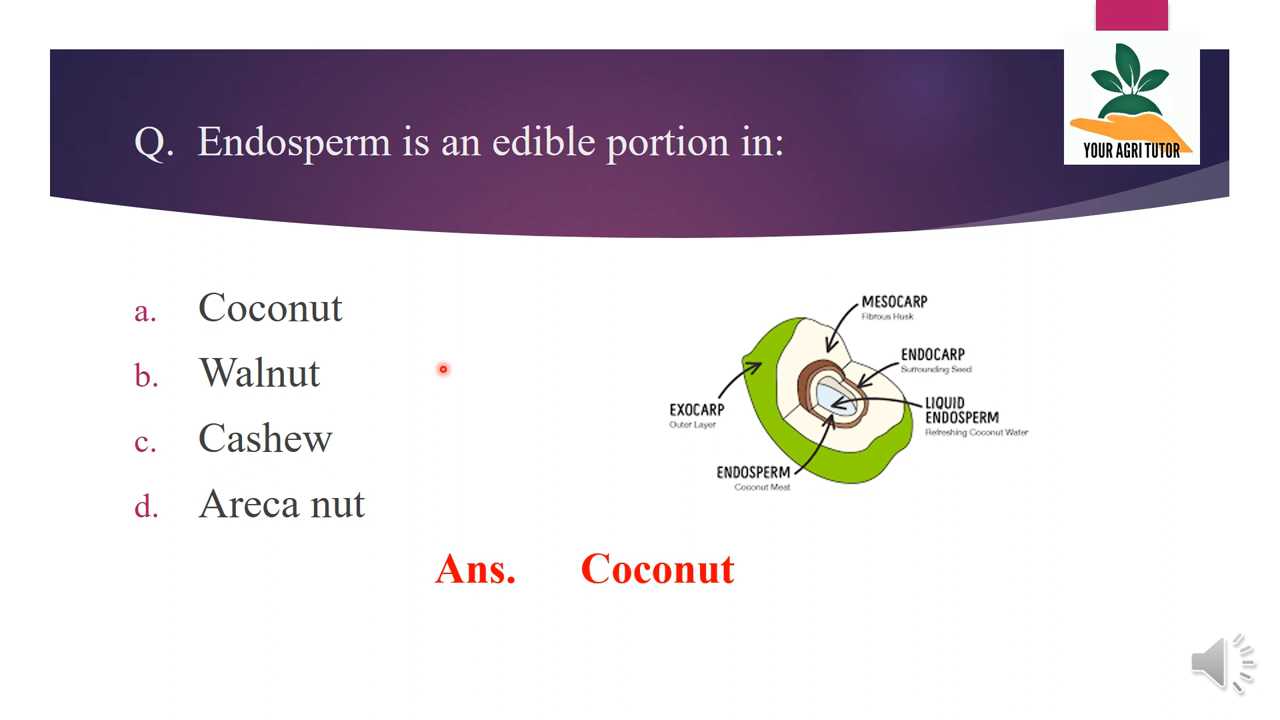 YOUR AGRI TUTOR
Q. Endosperm is an edible portion in:
a. Coconut
b. Walnut
c. Cashew
d. Areca nut
MESOCARP
Fibrous Husk
ENDOCARP
Surrounding Seed
LIQUID
ENDOSPERM
Refreshing Coconut Water
EXOCARP
Outer Layer
ENDOSPERM
Coconut Meat
Ans. Coconut